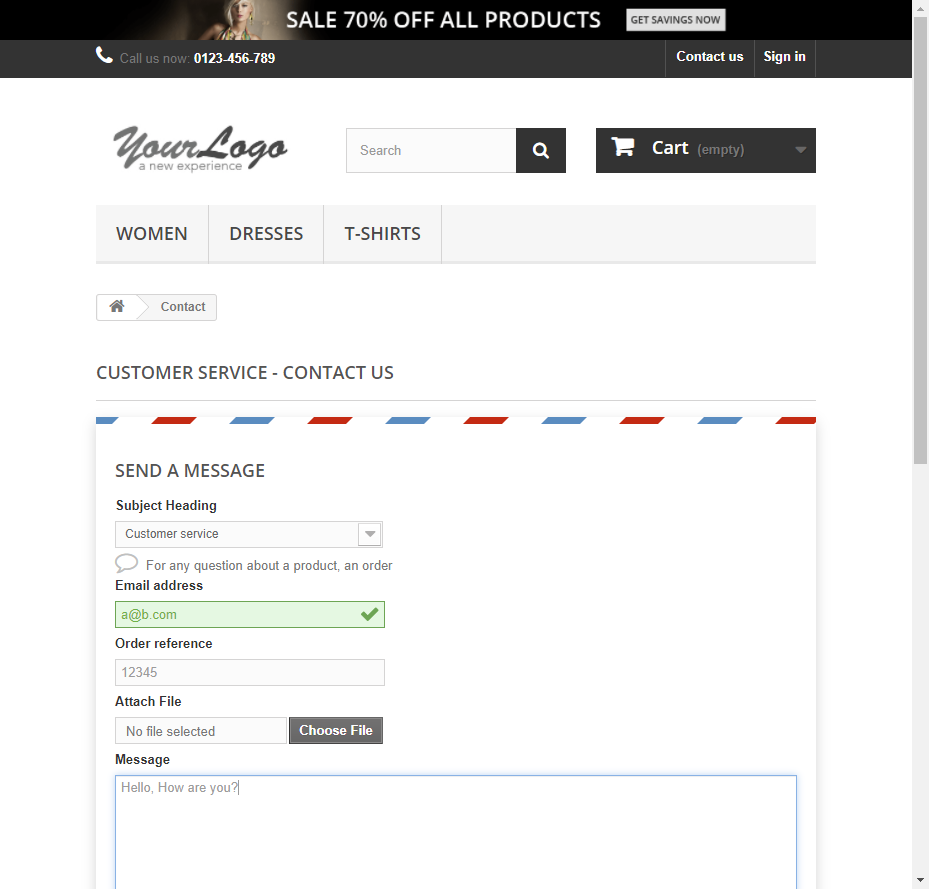 SALE 70% OFF ALL PRODUCTS GET SAVINGS NOW
Call us now: 0123-456-789 Contact us Sign in
YourLogo
a new experience
Search
Cart (empty)
WOMEN DRESSES T-SHIRTS
Contact
CUSTOMER SERVICE - CONTACT US
SEND A MESSAGE
Subject Heading
Customer service
For any question about a product, an order
Email address
a@b.com
Order reference
12345
Attach File
No file selected Choose File
Message
Hello, How are you?